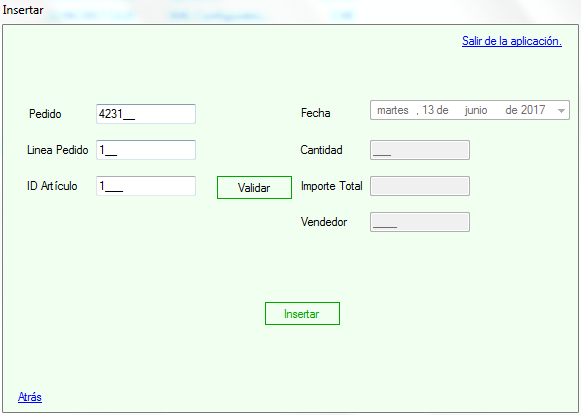 Insertar
Salir de la aplicación.
Pedido 4231__ Fecha martes , 13 de junio de 2017
Linea Pedido 1__ Cantidad ___
ID Artículo 1___ Validar Importe Total
Vendedor ____
Insertar
Atrás